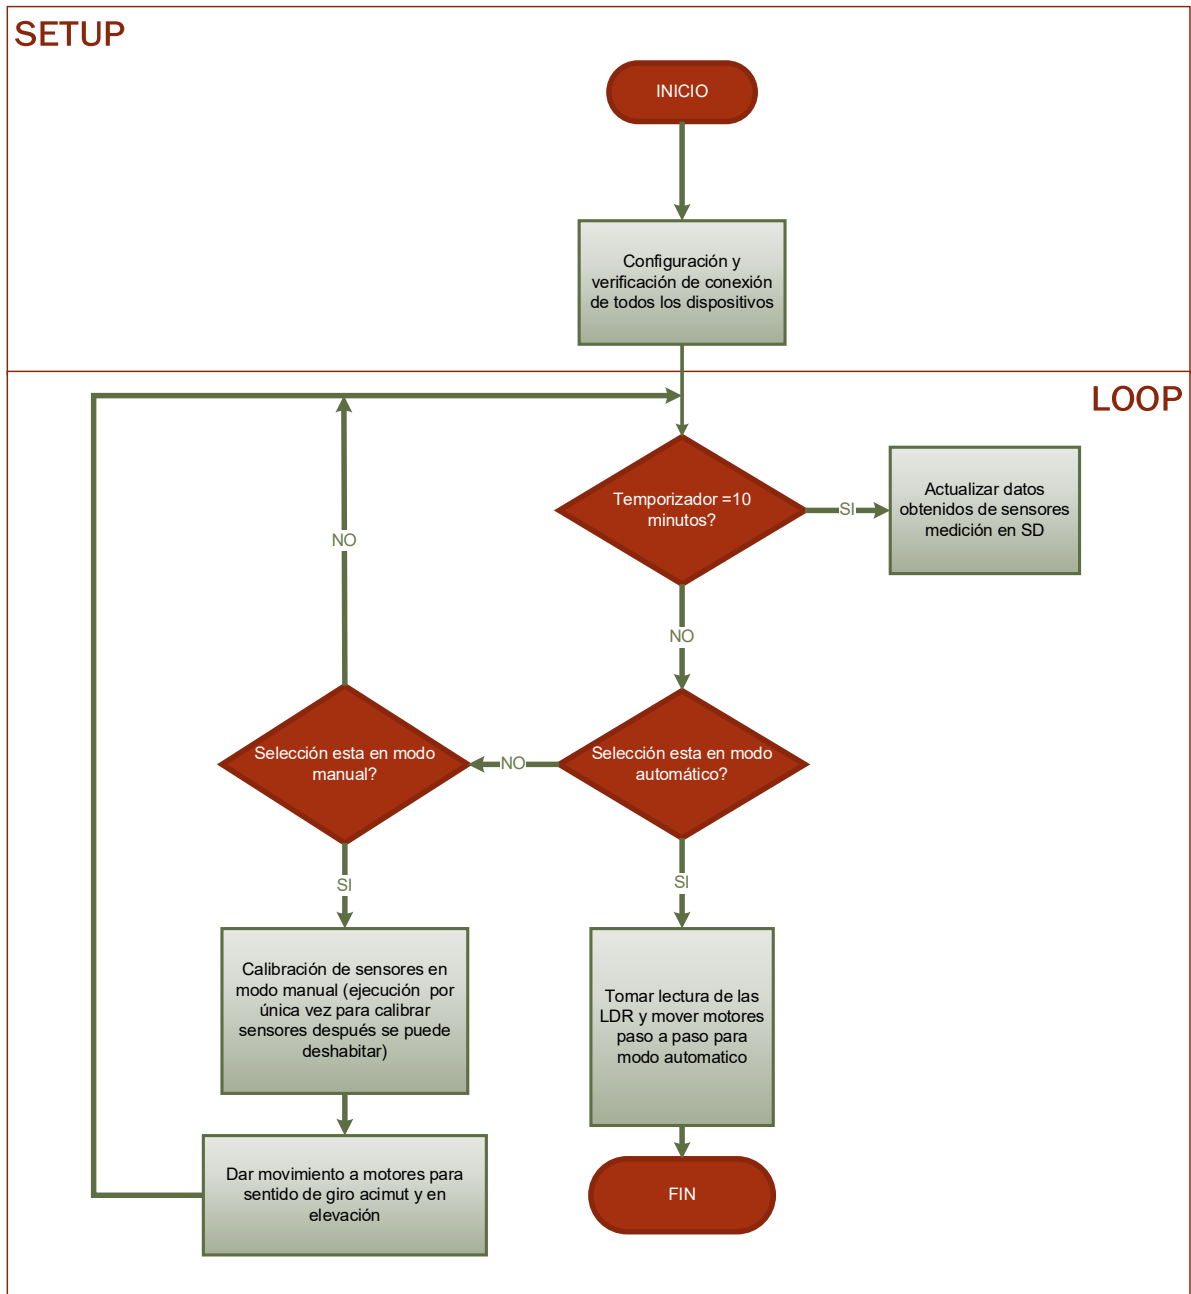 SETUP
INICIO
Configuración y
verificación de conexión
de todos los dispositivos
LOOP
Temporizador =10
minutos?
SI
Actualizar datos
obtenidos de sensores
medición en SD
NO
NO
Selección esta en modo
manual?
NO
Selección esta en modo
automático?
SI
SI
Calibración de sensores en
modo manual (ejecución por
única vez para calibrar
sensores después se puede
deshabitar)
Tomar lectura de las
LDR y mover motores
paso a paso para
modo automatico
Dar movimiento a motores para
sentido de giro acimut y en
elevación
FIN